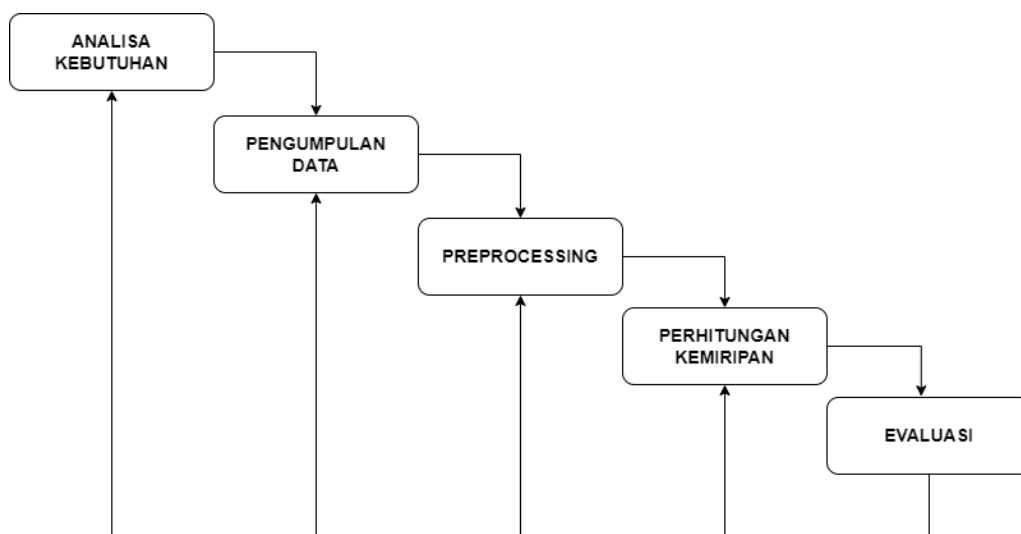 ANALISA
KEBUTUHAN
PENGUMPULAN
DATA
PREPROCESSING
PERHITUNGAN
KEMIRIPAN
EVALUASI